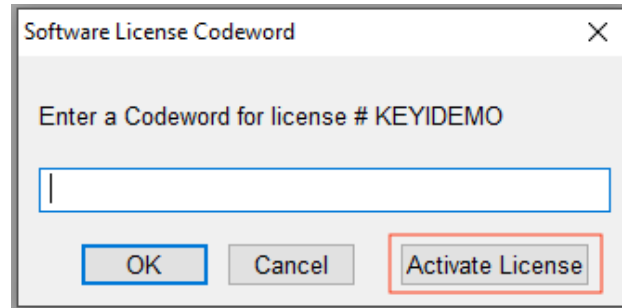 Software License Codeword
Enter a Codeword for license # KEYIDEMO
OK Cancel Activate License